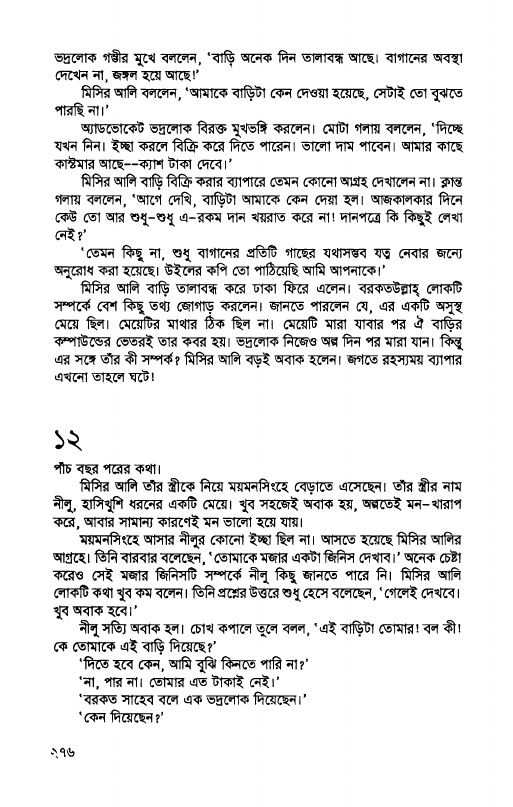 ভদ্রলোক গম্ভীর মুখে বললেন, ‘বাড়ি অনেক দিন তালাবন্ধ আছে। বাগানের অবস্থা
দেখেন না, জঙ্গল হয়ে আছে!’
মিসির আলি বললেন, ‘আমাকে বাড়িটা কেন দেওয়া হয়েছে, সেটাই তো বুঝতে
পারছি না।’
অ্যাডভোকেট ভদ্রলোক বিরক্ত মুখভঙ্গি করলেন। মোটা গলায় বললেন, ‘দিচ্ছে
যখন নিন। ইচ্ছা করলে বিক্রি করে দিতে পারেন। ভালো দাম পাবেন। আমার কাছে
কাস্টমার আছে--ক্যাশ টাকা দেবে।’
মিসির আলি বাড়ি বিক্রি করার ব্যাপারে তেমন কোনো আগ্রহ দেখালেন না। ক্লান্ত
গলায় বললেন, ‘আগে দেখি, বাড়িটা আমাকে কেন দেয়া হল। আজকালকার দিনে
কেউ তো আর শুধু-শুধু এ-রকম দান খয়রাত করে না! দানপত্রে কি কিছুই লেখা
নেই?’
‘তেমন কিছু না, শুধু বাগানের প্রতিটি গাছের যথাসম্ভব যত্ন নেবার জন্যে
অনুরোধ করা হয়েছে। উইলের কপি তো পাঠিয়েছি আমি আপনাকে।’
মিসির আলি বাড়ি তালাবন্ধ করে ঢাকা ফিরে এলেন। বরকতউল্লাহ্ লোকটি
সম্পর্কে বেশ কিছু তথ্য জোগাড় করলেন। জানতে পারলেন যে, এর একটি অসুস্থ
মেয়ে ছিল। মেয়েটির মাথার ঠিক ছিল না। মেয়েটি মারা যাবার পর ঐ বাড়ির
কম্পাউন্ডের ভেতরই তার কবর হয়। ভদ্রলোক নিজেও অল্প দিন পর মারা যান। কিন্তু
এর সঙ্গে তাঁর কী সম্পর্ক? মিসির আলি বড়ই অবাক হলেন। জগতে রহস্যময় ব্যাপার
এখনো তাহলে ঘটে!
১২
পাঁচ বছর পরের কথা।
মিসির আলি তাঁর স্ত্রীকে নিয়ে ময়মনসিংহে বেড়াতে এসেছেন। তাঁর স্ত্রীর নাম
নীলু, হাসিখুশি ধরনের একটি মেয়ে। খুব সহজেই অবাক হয়, অল্পতেই মন-খারাপ
করে, আবার সামান্য কারণেই মন ভালো হয়ে যায়।
ময়মনসিংহে আসার নীলুর কোনো ইচ্ছা ছিল না। আসতে হয়েছে মিসির আলির
আগ্রহে। তিনি বারবার বলেছেন, ‘তোমাকে মজার একটা জিনিস দেখাব।’ অনেক চেষ্টা
করেও সেই মজার জিনিসটি সম্পর্কে নীলু কিছু জানতে পারে নি। মিসির আলি
লোকটি কথা খুব কম বলেন। তিনি প্রশ্নের উত্তরে শুধু হেসে বলেছেন, ‘গেলেই দেখবে।
খুব অবাক হবে।’
নীলু সত্যি অবাক হল। চোখ কপালে তুলে বলল, ‘এই বাড়িটা তোমার! বল কী!
কে তোমাকে এই বাড়ি দিয়েছে?’
‘দিতে হবে কেন, আমি বুঝি কিনতে পারি না?’
‘না, পার না। তোমার এত টাকাই নেই।’
‘বরকত সাহেব বলে এক ভদ্রলোক দিয়েছেন।’
‘কেন দিয়েছেন?’
২৭৬